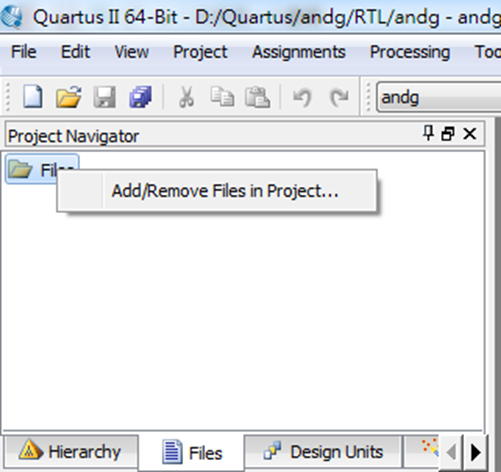 Quartus II 64-Bit - D:/Quartus/andg/RTL/andg - andg
File Edit View Project Assignments Processing Too
andg
Project Navigator
Files
Add/Remove Files in Project...
Hierarchy Files Design Units